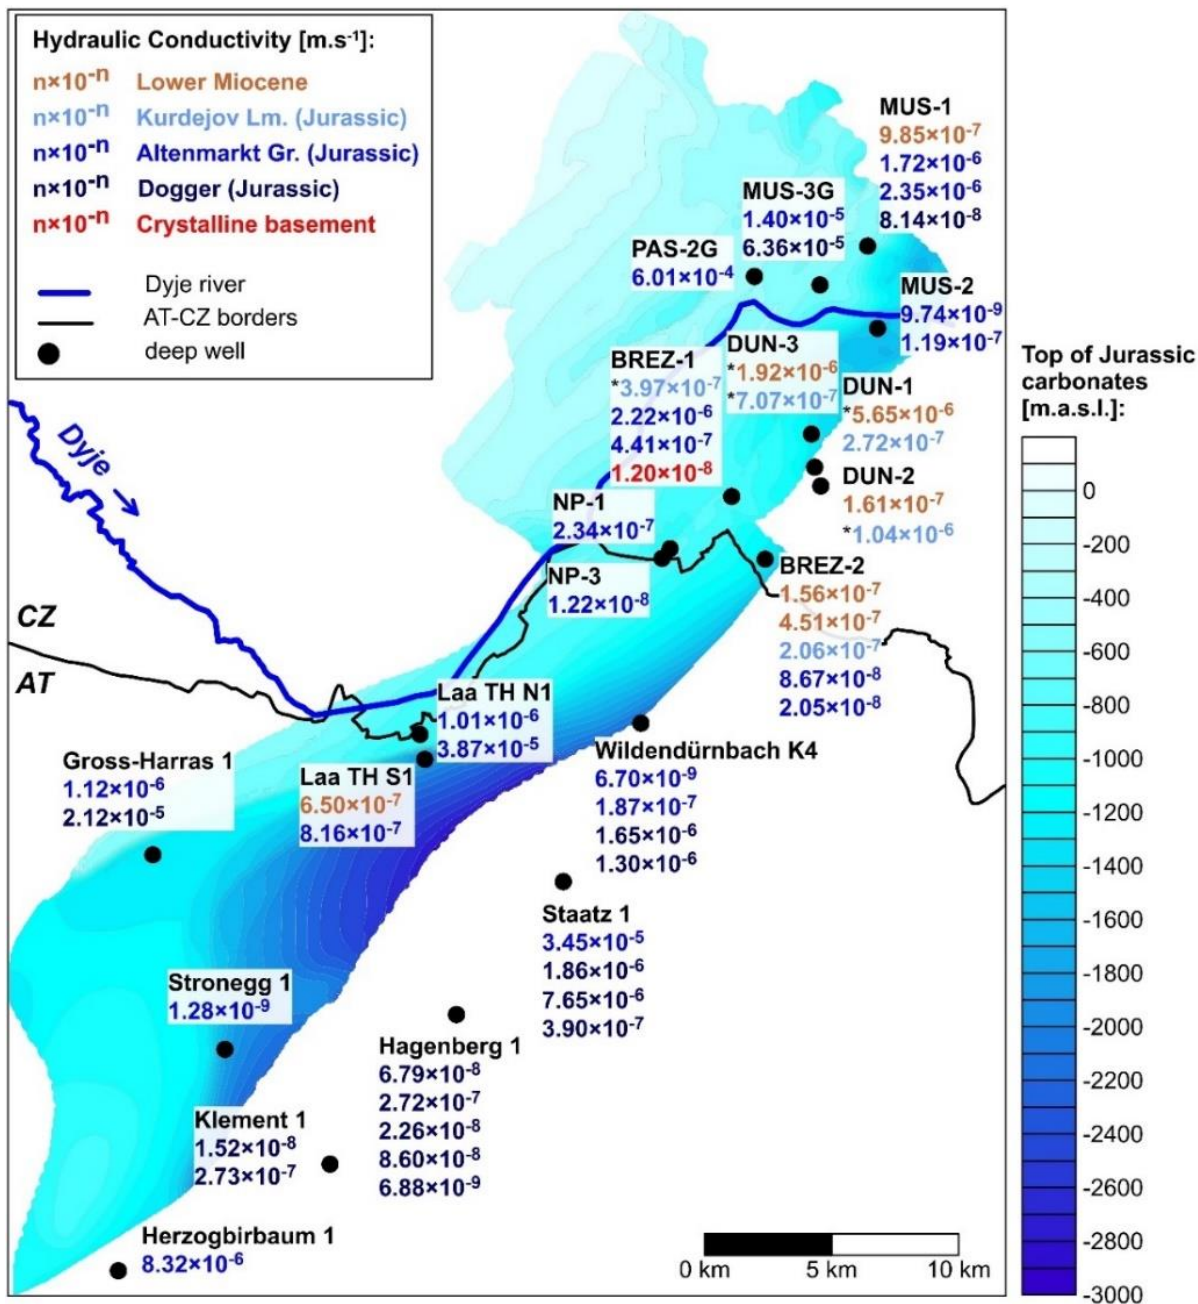 Hydraulic Conductivity [m.s⁻¹]:
n×10⁻ⁿ Lower Miocene
n×10⁻ⁿ Kurdejov Lm. (Jurassic)
n×10⁻ⁿ Altenmarkt Gr. (Jurassic)
n×10⁻ⁿ Dogger (Jurassic)
n×10⁻ⁿ Crystalline basement
Dyje river
AT-CZ borders
deep well
MUS-1
9.85×10⁻⁷
1.72×10⁻⁶
2.35×10⁻⁶
8.14×10⁻⁸
MUS-3G
1.40×10⁻⁵
6.36×10⁻⁵
PAS-2G
6.01×10⁻⁴
MUS-2
9.74×10⁻⁹
1.19×10⁻⁷
DUN-3
*1.92×10⁻⁶
*7.07×10⁻⁷
BREZ-1
*3.97×10⁻⁷
2.22×10⁻⁶
4.41×10⁻⁷
1.20×10⁻⁸
DUN-1
*5.65×10⁻⁶
2.72×10⁻⁷
DUN-2
1.61×10⁻⁷
*1.04×10⁻⁶
Dyje
NP-1
2.34×10⁻⁷
NP-3
1.22×10⁻⁸
BREZ-2
1.56×10⁻⁷
4.51×10⁻⁷
2.06×10⁻⁷
8.67×10⁻⁸
2.05×10⁻⁸
CZ
AT
Laa TH N1
1.01×10⁻⁶
3.87×10⁻⁵
Gross-Harras 1
1.12×10⁻⁶
2.12×10⁻⁵
Laa TH S1
6.50×10⁻⁷
8.16×10⁻⁷
Wildendürnbach K4
6.70×10⁻⁹
1.87×10⁻⁷
1.65×10⁻⁶
1.30×10⁻⁶
Staatz 1
3.45×10⁻⁵
1.86×10⁻⁶
7.65×10⁻⁶
3.90×10⁻⁷
Stronegg 1
1.28×10⁻⁹
Hagenberg 1
6.79×10⁻⁸
2.72×10⁻⁷
2.26×10⁻⁸
8.60×10⁻⁸
6.88×10⁻⁹
Klement 1
1.52×10⁻⁸
2.73×10⁻⁷
Herzogbirbaum 1
8.32×10⁻⁶
0 km 5 km 10 km
Top of Jurassic
carbonates
[m.a.s.l.]:
0
-200
-400
-600
-800
-1000
-1200
-1400
-1600
-1800
-2000
-2200
-2400
-2600
-2800
-3000